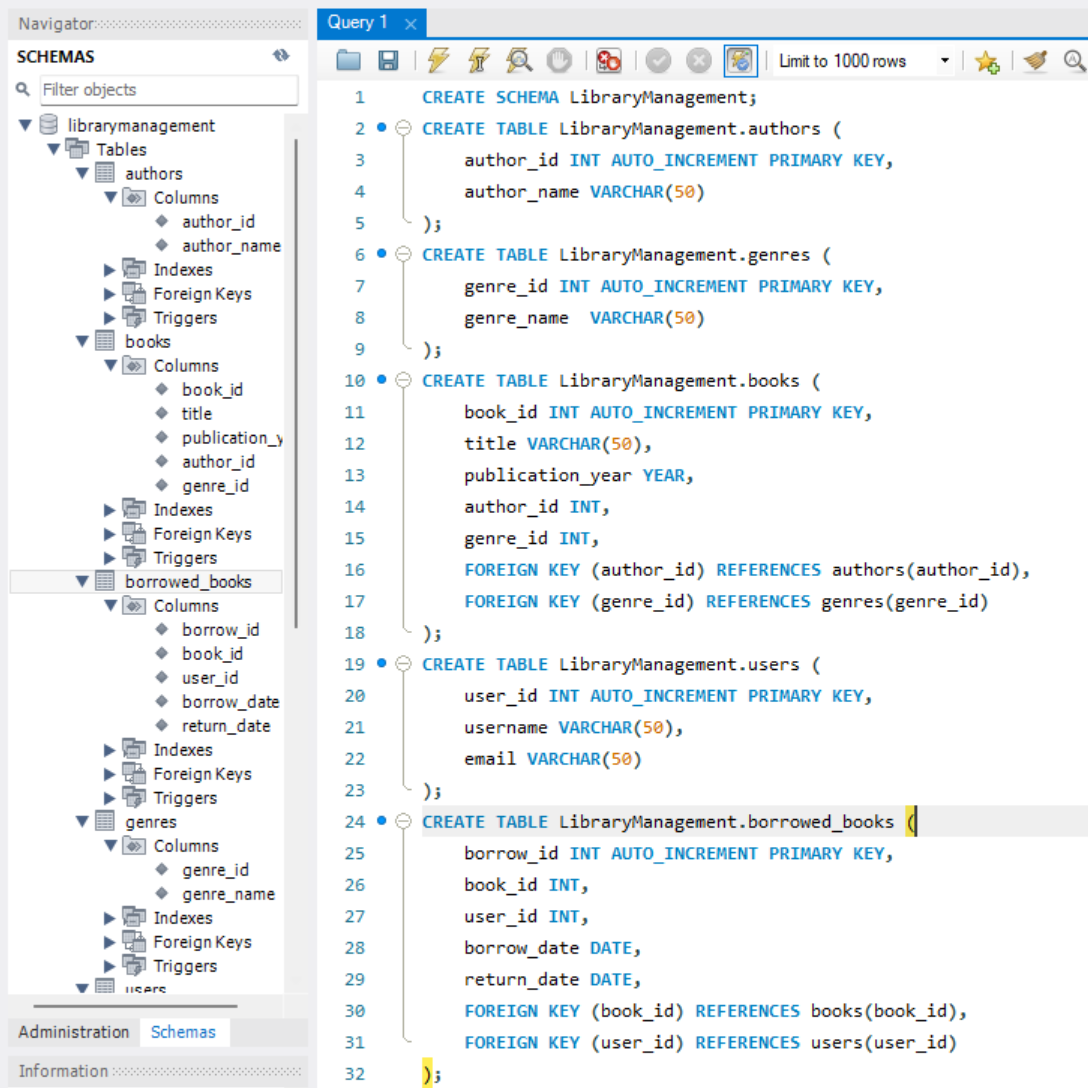 Navigator
SCHEMAS
Filter objects
librarymanagement
Tables
authors
Columns
author_id
author_name
Indexes
Foreign Keys
Triggers
books
Columns
book_id
title
publication_y
author_id
genre_id
Indexes
Foreign Keys
Triggers
borrowed_books
Columns
borrow_id
book_id
user_id
borrow_date
return_date
Indexes
Foreign Keys
Triggers
genres
Columns
genre_id
genre_name
Indexes
Foreign Keys
Triggers
users
Administration Schemas
Information
Query 1
Limit to 1000 rows
1 CREATE SCHEMA LibraryManagement;
2 CREATE TABLE LibraryManagement.authors (
3 author_id INT AUTO_INCREMENT PRIMARY KEY,
4 author_name VARCHAR(50)
5 );
6 CREATE TABLE LibraryManagement.genres (
7 genre_id INT AUTO_INCREMENT PRIMARY KEY,
8 genre_name  VARCHAR(50)
9 );
10 CREATE TABLE LibraryManagement.books (
11 book_id INT AUTO_INCREMENT PRIMARY KEY,
12 title VARCHAR(50),
13 publication_year YEAR,
14 author_id INT,
15 genre_id INT,
16 FOREIGN KEY (author_id) REFERENCES authors(author_id),
17 FOREIGN KEY (genre_id) REFERENCES genres(genre_id)
18 );
19 CREATE TABLE LibraryManagement.users (
20 user_id INT AUTO_INCREMENT PRIMARY KEY,
21 username VARCHAR(50),
22 email VARCHAR(50)
23 );
24 CREATE TABLE LibraryManagement.borrowed_books (
25 borrow_id INT AUTO_INCREMENT PRIMARY KEY,
26 book_id INT,
27 user_id INT,
28 borrow_date DATE,
29 return_date DATE,
30 FOREIGN KEY (book_id) REFERENCES books(book_id),
31 FOREIGN KEY (user_id) REFERENCES users(user_id)
32 );